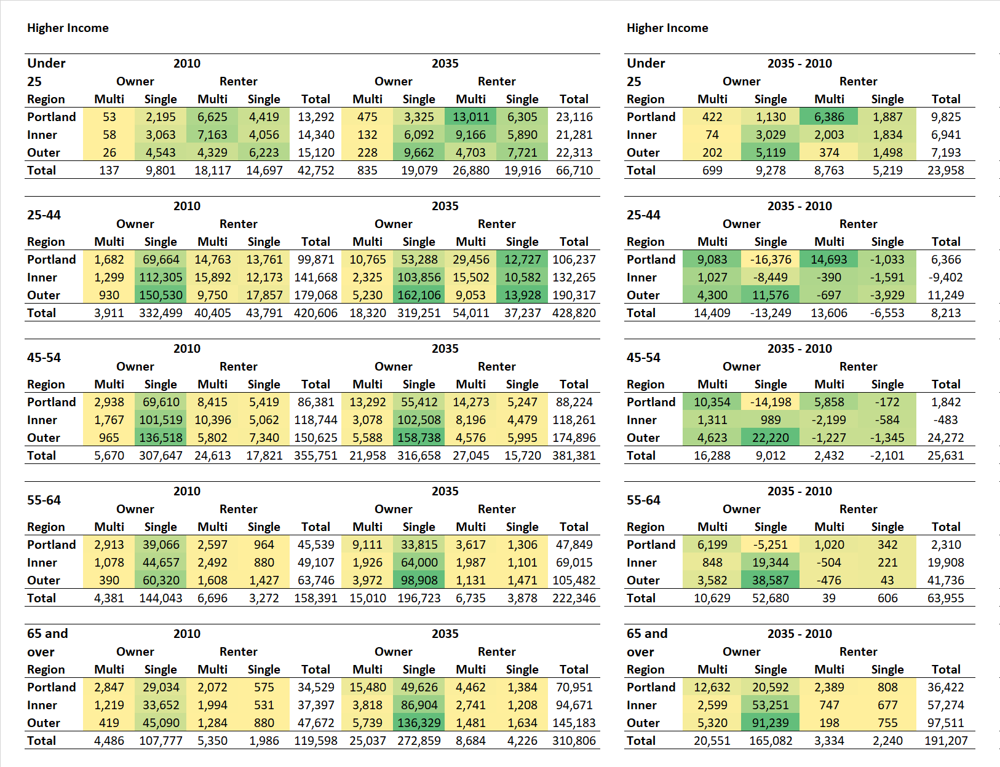 Higher Income Higher Income
Under 2010 2035 Under 2035 - 2010
25 Owner Renter Owner Renter 25 Owner Renter
Region Multi Single Multi Single Total Multi Single Multi Single Total Region Multi Single Multi Single Total
Portland 53 2,195 6,625 4,419 13,292 475 3,325 13,011 6,305 23,116 Portland 422 1,130 6,386 1,887 9,825
Inner 58 3,063 7,163 4,056 14,340 132 6,092 9,166 5,890 21,281 Inner 74 3,029 2,003 1,834 6,941
Outer 26 4,543 4,329 6,223 15,120 228 9,662 4,703 7,721 22,313 Outer 202 5,119 374 1,498 7,193
Total 137 9,801 18,117 14,697 42,752 835 19,079 26,880 19,916 66,710 Total 699 9,278 8,763 5,219 23,958
2010 2035 2035 - 2010
25-44 25-44
Owner Renter Owner Renter Owner Renter
Region Multi Single Multi Single Total Multi Single Multi Single Total Region Multi Single Multi Single Total
Portland 1,682 69,664 14,763 13,761 99,871 10,765 53,288 29,456 12,727 106,237 Portland 9,083 -16,376 14,693 -1,033 6,366
Inner 1,299 112,305 15,892 12,173 141,668 2,325 103,856 15,502 10,582 132,265 Inner 1,027 -8,449 -390 -1,591 -9,402
Outer 930 150,530 9,750 17,857 179,068 5,230 162,106 9,053 13,928 190,317 Outer 4,300 11,576 -697 -3,929 11,249
Total 3,911 332,499 40,405 43,791 420,606 18,320 319,251 54,011 37,237 428,820 Total 14,409 -13,249 13,606 -6,553 8,213
2010 2035 2035 - 2010
45-54 45-54
Owner Renter Owner Renter Owner Renter
Region Multi Single Multi Single Total Multi Single Multi Single Total Region Multi Single Multi Single Total
Portland 2,938 69,610 8,415 5,419 86,381 13,292 55,412 14,273 5,247 88,224 Portland 10,354 -14,198 5,858 -172 1,842
Inner 1,767 101,519 10,396 5,062 118,744 3,078 102,508 8,196 4,479 118,261 Inner 1,311 989 -2,199 -584 -483
Outer 965 136,518 5,802 7,340 150,625 5,588 158,738 4,576 5,995 174,896 Outer 4,623 22,220 -1,227 -1,345 24,272
Total 5,670 307,647 24,613 17,821 355,751 21,958 316,658 27,045 15,720 381,381 Total 16,288 9,012 2,432 -2,101 25,631
2010 2035 2035 - 2010
55-64 55-64
Owner Renter Owner Renter Owner Renter
Region Multi Single Multi Single Total Multi Single Multi Single Total Region Multi Single Multi Single Total
Portland 2,913 39,066 2,597 964 45,539 9,111 33,815 3,617 1,306 47,849 Portland 6,199 -5,251 1,020 342 2,310
Inner 1,078 44,657 2,492 880 49,107 1,926 64,000 1,987 1,101 69,015 Inner 848 19,344 -504 221 19,908
Outer 390 60,320 1,608 1,427 63,746 3,972 98,908 1,131 1,471 105,482 Outer 3,582 38,587 -476 43 41,736
Total 4,381 144,043 6,696 3,272 158,391 15,010 196,723 6,735 3,878 222,346 Total 10,629 52,680 39 606 63,955
65 and 2010 2035 65 and 2035 - 2010
over Owner Renter Owner Renter over Owner Renter
Region Multi Single Multi Single Total Multi Single Multi Single Total Region Multi Single Multi Single Total
Portland 2,847 29,034 2,072 575 34,529 15,480 49,626 4,462 1,384 70,951 Portland 12,632 20,592 2,389 808 36,422
Inner 1,219 33,652 1,994 531 37,397 3,818 86,904 2,741 1,208 94,671 Inner 2,599 53,251 747 677 57,274
Outer 419 45,090 1,284 880 47,672 5,739 136,329 1,481 1,634 145,183 Outer 5,320 91,239 198 755 97,511
Total 4,486 107,777 5,350 1,986 119,598 25,037 272,859 8,684 4,226 310,806 Total 20,551 165,082 3,334 2,240 191,207